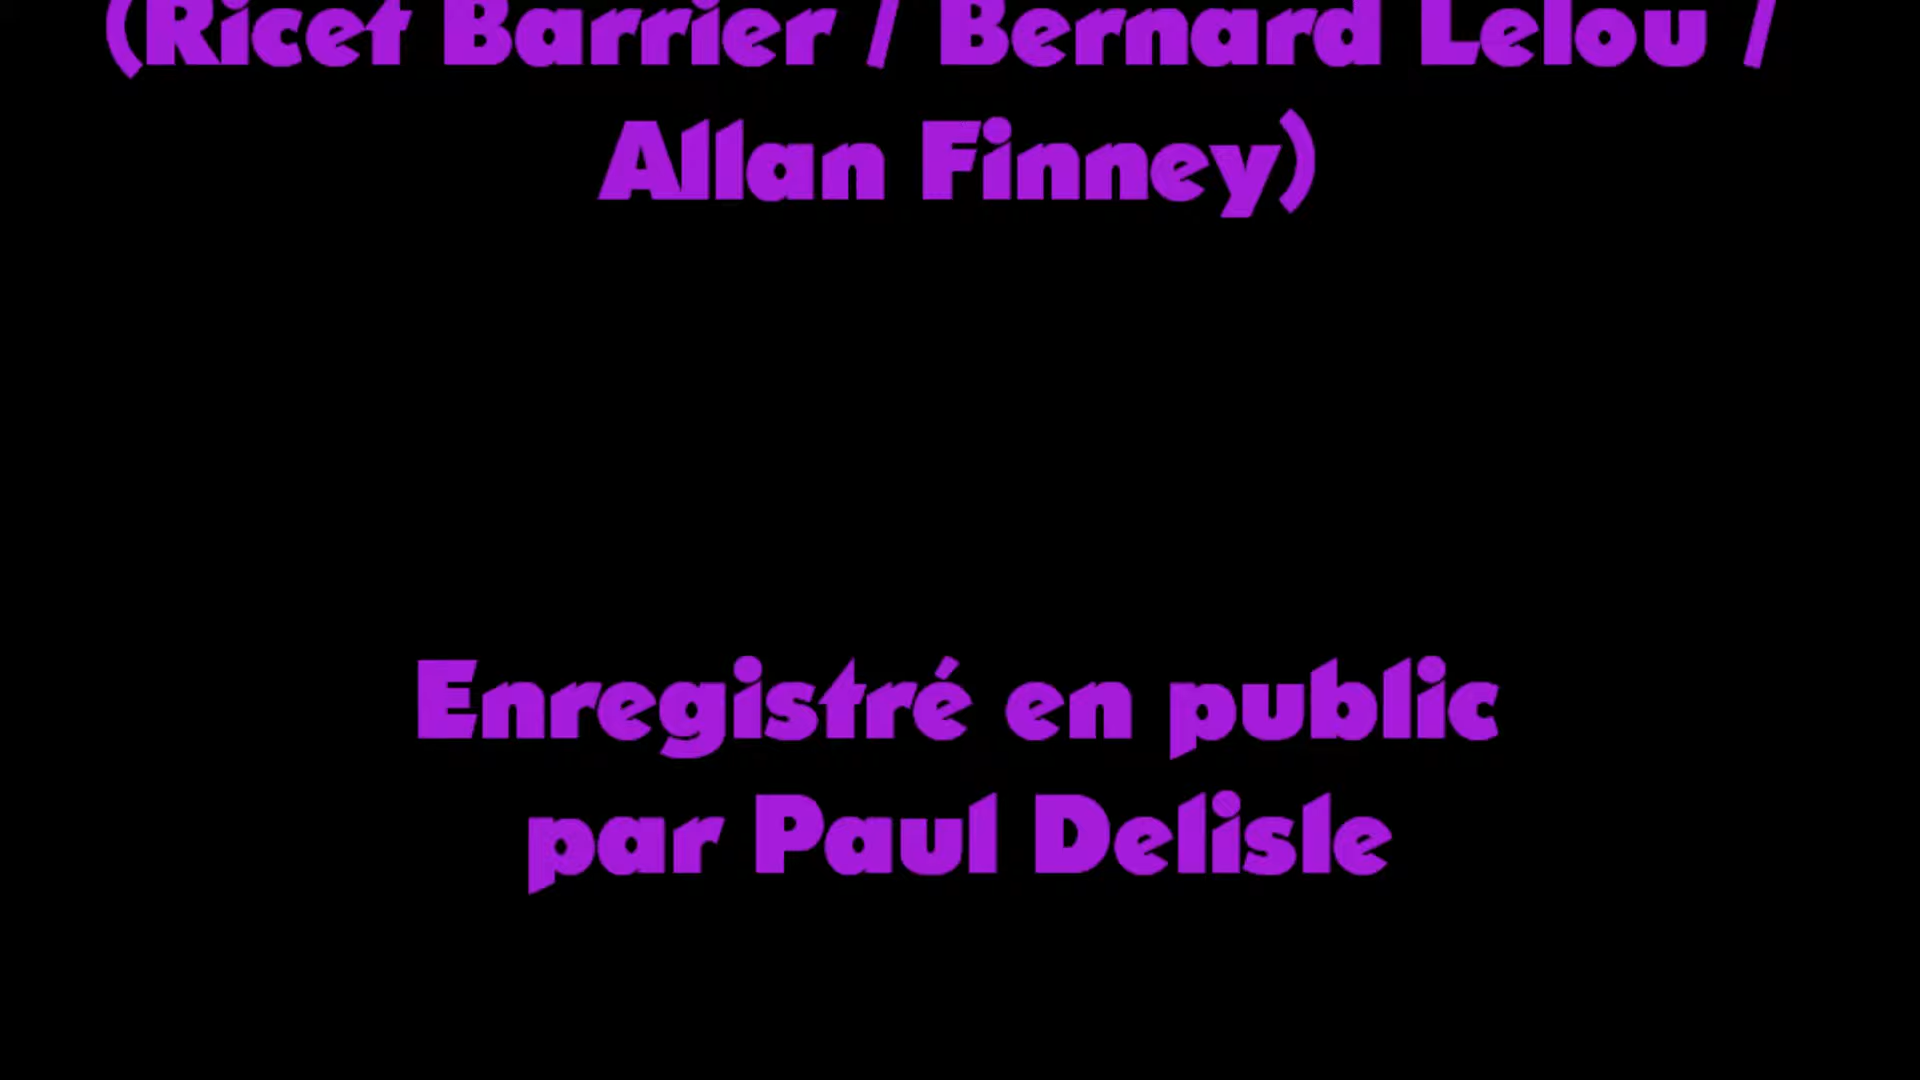 (Ricet Barrier / Bernard Lelou /
Allan Finney)
Enregistré en public
par Paul Delisle